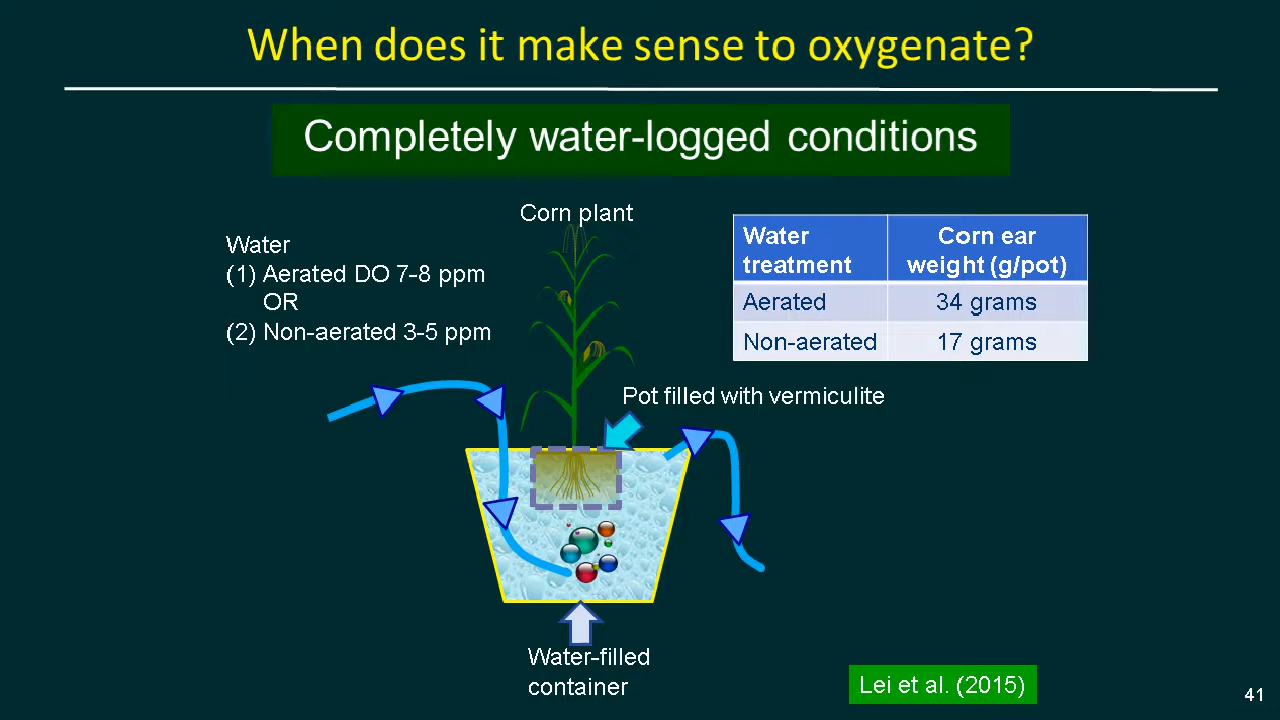 When does it make sense to oxygenate?
Completely water-logged conditions
Corn plant
Water
(1) Aerated DO 7-8 ppm
OR
(2) Non-aerated 3-5 ppm
Water treatment Corn ear weight (g/pot)
Aerated 34 grams
Non-aerated 17 grams
Pot filled with vermiculite
Water-filled
container
Lei et al. (2015)
41